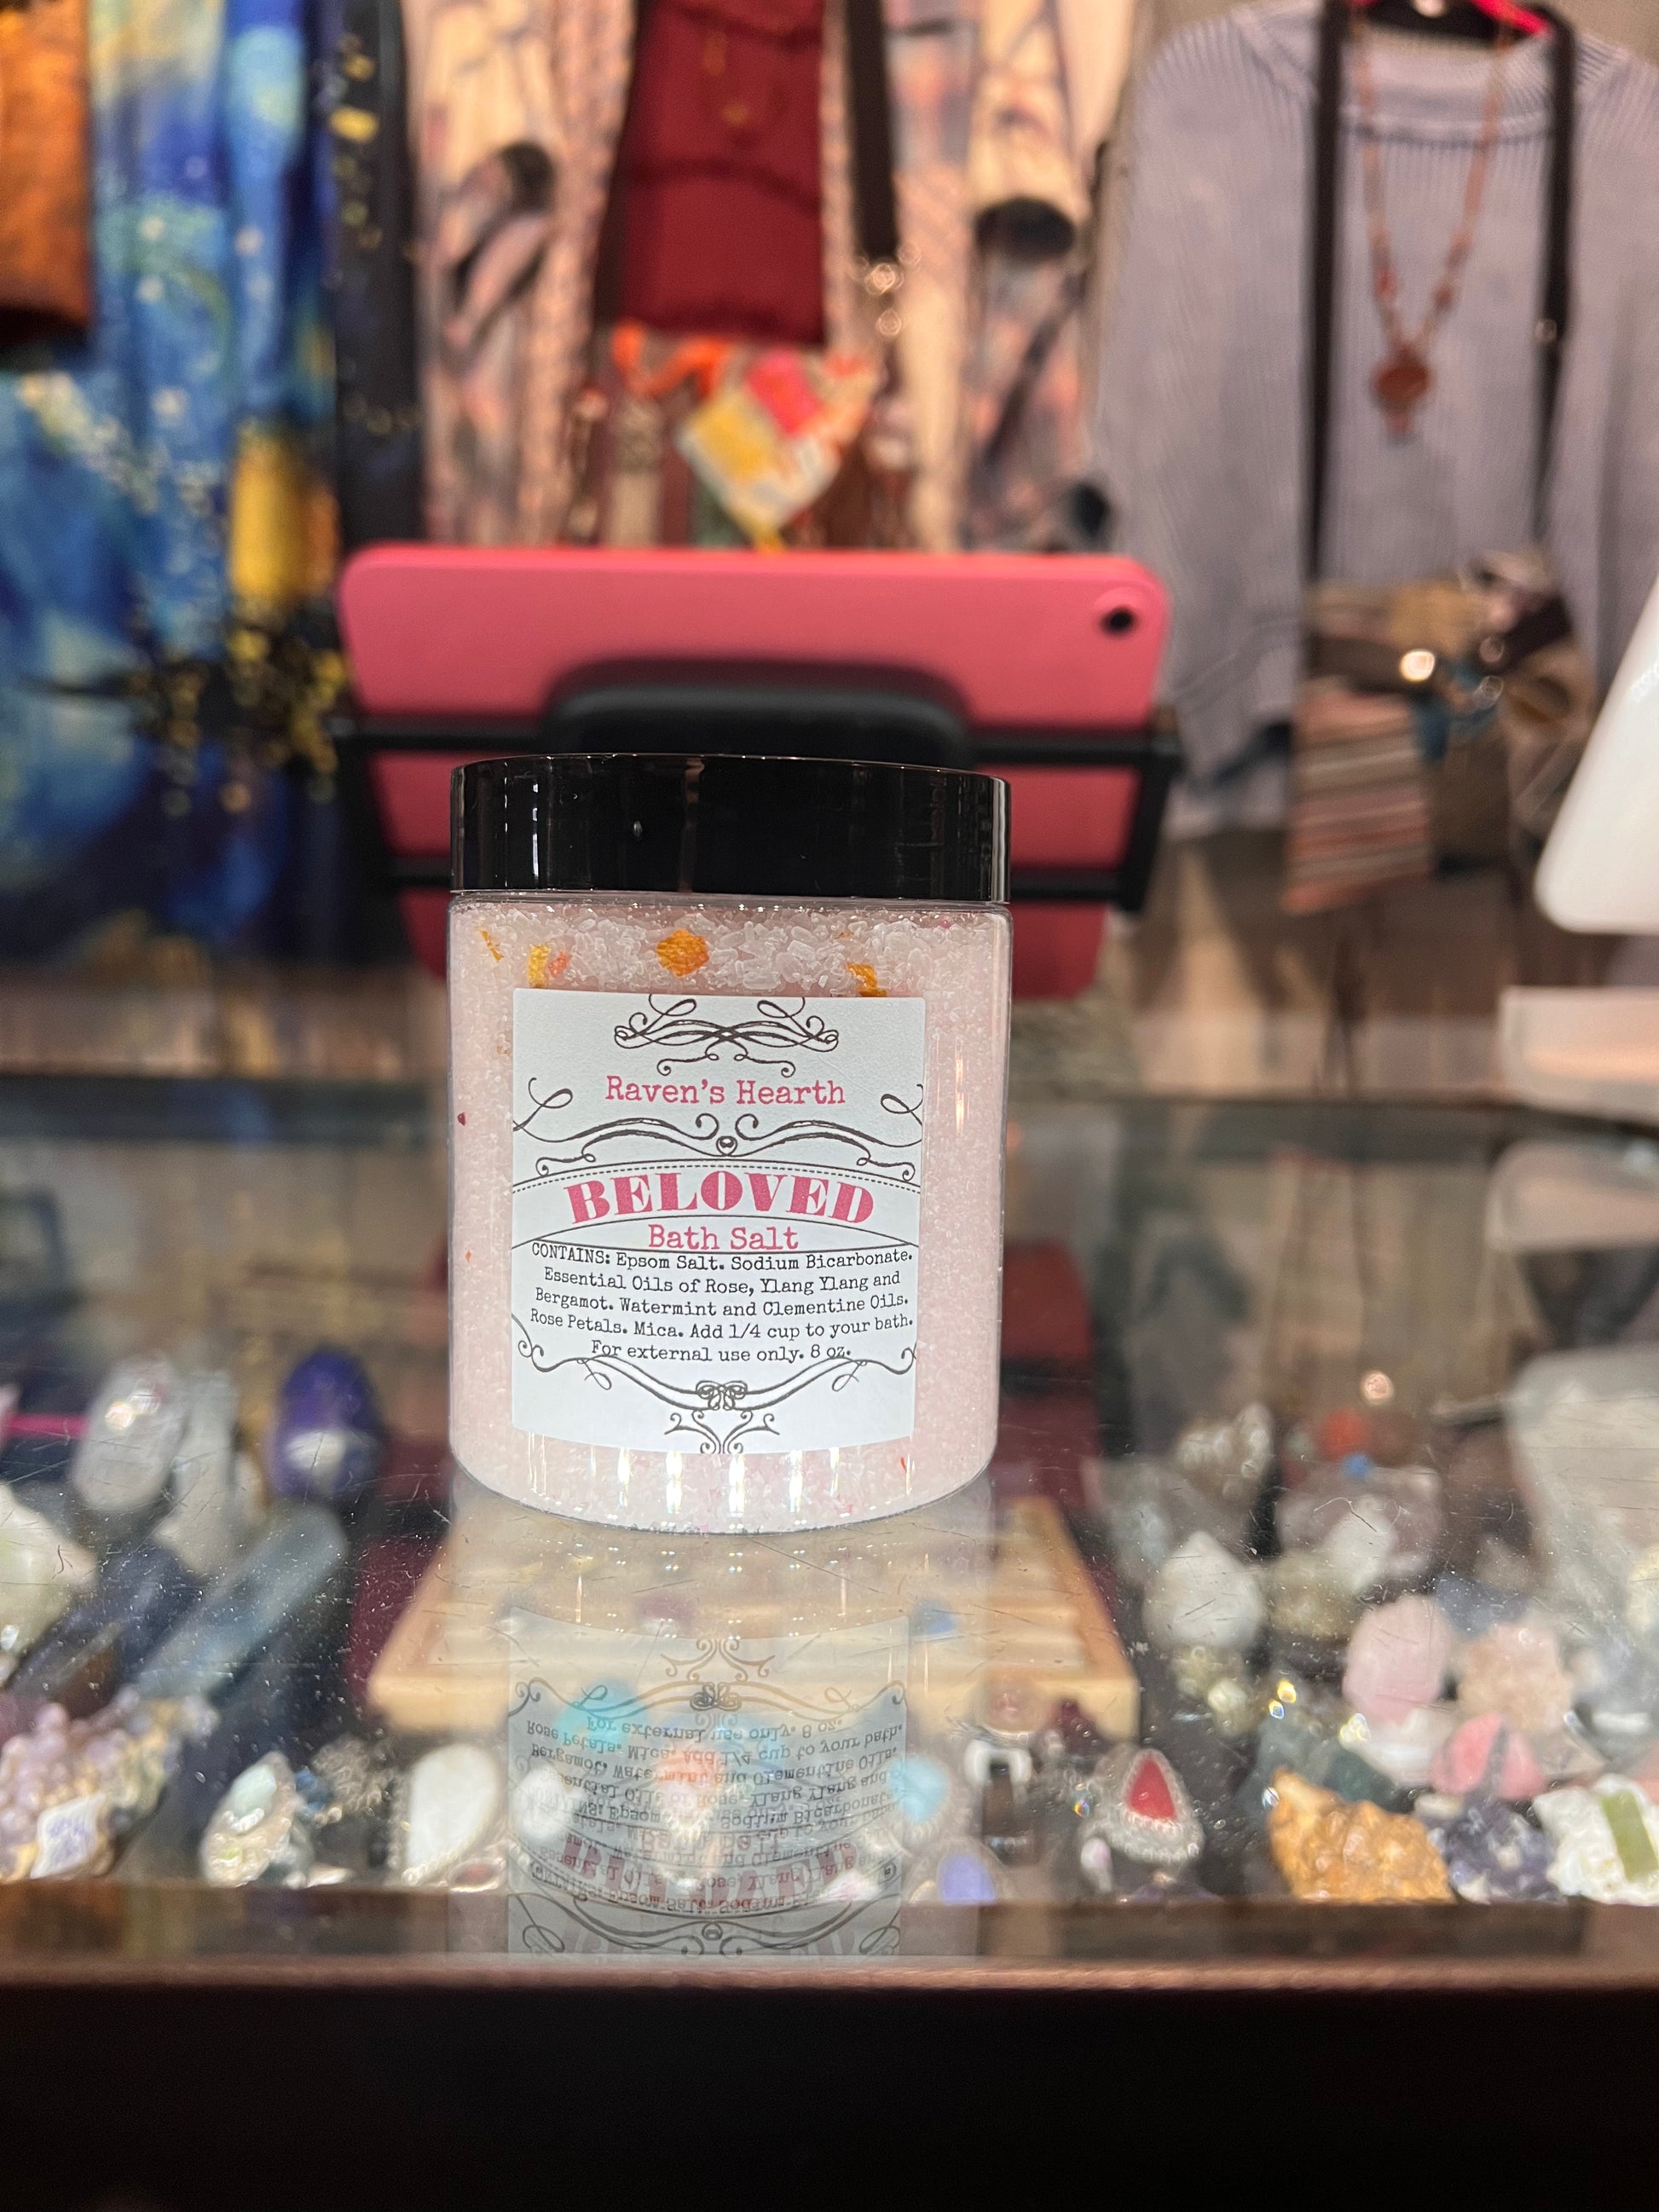 Raven's Hearth
BELOVED
Bath Salt
CONTAINS: Epsom Salt. Sodium Bicarbonate.
Essential Oils of Rose, Ylang Ylang and
Bergamot. Watermint and Clementine Oils.
Rose Petals. Mica. Add 1/4 cup to your bath.
For external use only. 8 oz.